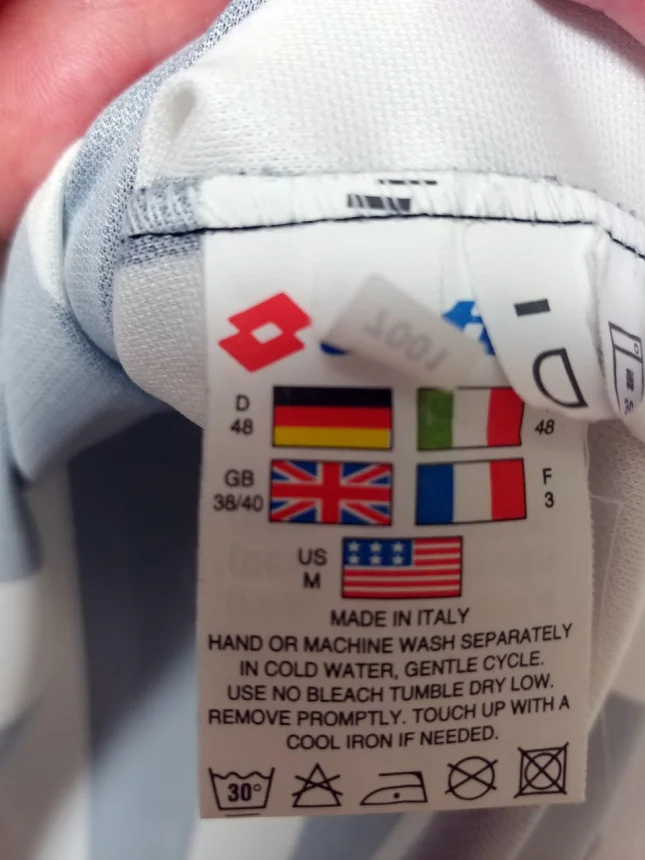 D
48
48
GB
38/40
F
3
US
M
MADE IN ITALY
HAND OR MACHINE WASH SEPARATELY
IN COLD WATER, GENTLE CYCLE.
USE NO BLEACH TUMBLE DRY LOW.
REMOVE PROMPTLY. TOUCH UP WITH A
COOL IRON IF NEEDED.
30°